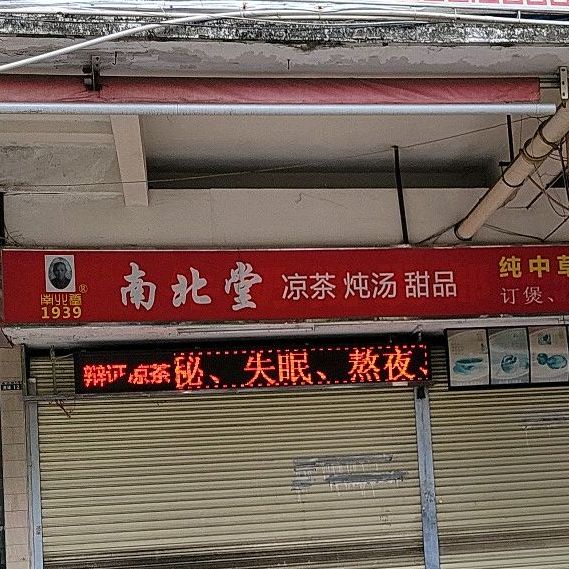 南北堂®
1939
南北堂 凉茶 炖汤 甜品
纯中草
订煲、
辩证凉茶 秘、失眠、熬夜、